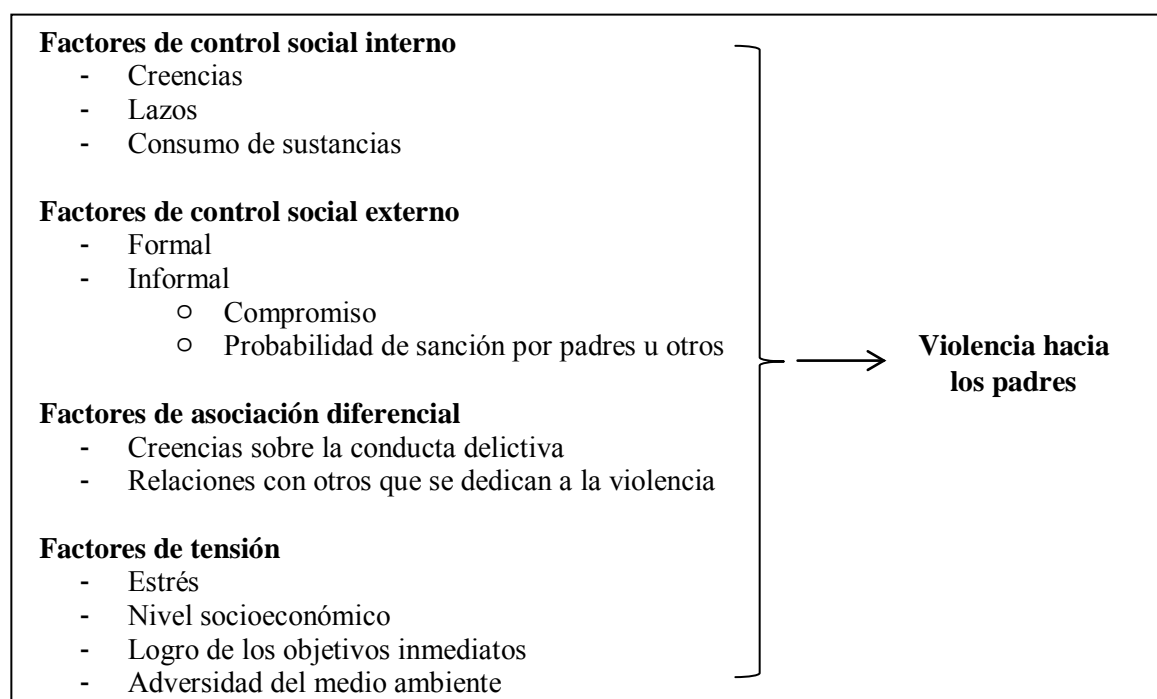 Factores de control social interno
- Creencias
- Lazos
- Consumo de sustancias
Factores de control social externo
- Formal
- Informal
○ Compromiso
○ Probabilidad de sanción por padres u otros
Factores de asociación diferencial
- Creencias sobre la conducta delictiva
- Relaciones con otros que se dedican a la violencia
Factores de tensión
- Estrés
- Nivel socioeconómico
- Logro de los objetivos inmediatos
- Adversidad del medio ambiente
Violencia hacia
los padres